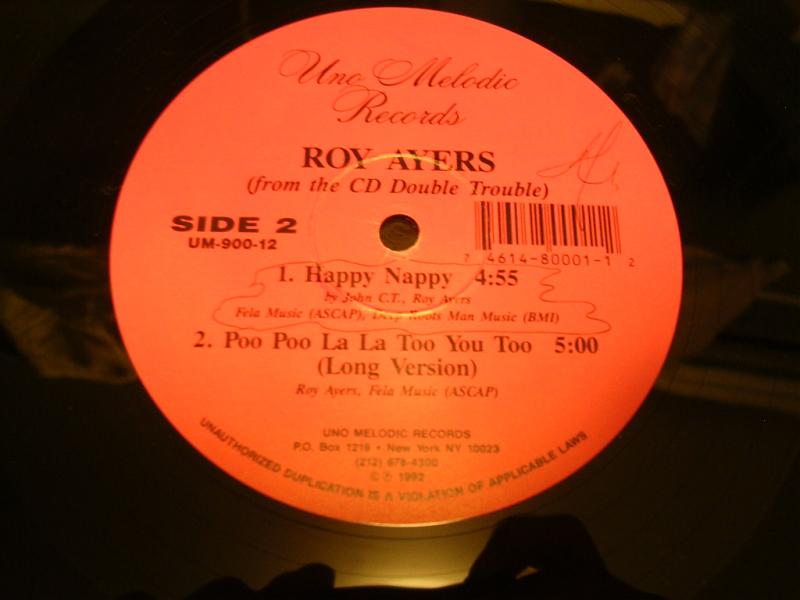 Uno Melodic
Records
ROY AYERS
(from the CD Double Trouble)
SIDE 2
UM-900-12
7 4614-80001-1 2
1. Happy Nappy 4:55
by John C.T., Roy Ayers
Fela Music (ASCAP), Deep Roots Man Music (BMI)
2. Poo Poo La La Too You Too 5:00
(Long Version)
Roy Ayers, Fela Music (ASCAP)
UNO MELODIC RECORDS
P.O. Box 1219 • New York NY 10023
(212) 678-4300
© ℗ 1992
UNAUTHORIZED DUPLICATION IS A VIOLATION OF APPLICABLE LAWS